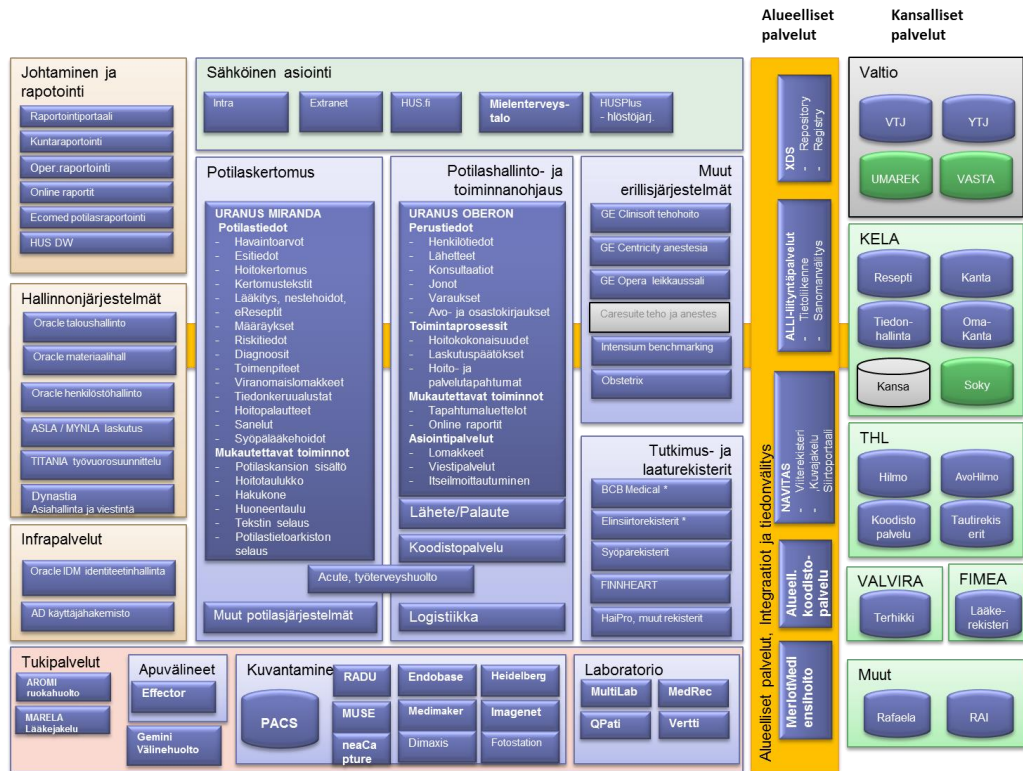 Alueelliset
palvelut
Kansalliset
palvelut
Johtaminen ja
rapotointi
Raportointiportaali
Kuntaraportointi
Oper.raportointi
Online raportit
Ecomed potilasraportointi
HUS DW
Hallinnonjärjestelmät
Oracle taloushallinto
Oracle materiaalihall
Oracle henkilöstöhallinto
ASLA / MYNLA laskutus
TITANIA työvuorosuunnittelu
Dynastia
Asiahallinta ja viestintä
Infrapalvelut
Oracle IDM identiteetinhallinta
AD käyttäjähakemisto
Sähköinen asiointi
Intra
Extranet
HUS.fi
Mielenterveys-
talo
HUSPlus
- hlöstöjärj.
Potilaskertomus
URANUS MIRANDA
Potilastiedot
- Havaintoarvot
- Esitiedot
- Hoitokertomus
- Kertomustekstit
- Lääkitys, nestehoidot,
- eReseptit
- Määräykset
- Riskitiedot
- Diagnoosit
- Toimenpiteet
- Viranomaislomakkeet
- Tiedonkeruualustat
- Hoitopalautteet
- Sanelut
- Syöpälääkehoidot
Mukautettavat toiminnot
- Potilaskansion sisältö
- Hoitotaulukko
- Hakukone
- Huoneentaulu
- Tekstin selaus
- Potilastietoarkiston
selaus
Potilashallinto- ja
toiminnanohjaus
URANUS OBERON
Perustiedot
- Henkilötiedot
- Lähetteet
- Konsultaatiot
- Jonot
- Varaukset
- Avo- ja osastokirjaukset
Toimintaprosessit
- Hoitokokonaisuudet
- Laskutuspäätökset
- Hoito- ja
palvelutapahtumat
Mukautettavat toiminnot
- Tapahtumaluettelot
- Online raportit
Asiointipalvelut
- Lomakkeet
- Viestipalvelut
- Itseilmoittautuminen
Lähete/Palaute
Koodistopalvelu
Acute, työterveyshuolto
Muut potilasjärjestelmät
Logistiikka
Muut
erillisjärjestelmät
GE Clinisoft tehohoito
GE Centricity anestesia
GE Opera leikkaussali
Caresuite teho ja anestes
Intensium benchmarking
Obstetrix
Tutkimus- ja
laaturekisterit
BCB Medical *
Elinsiirtorekisterit *
Syöpärekisterit
FINNHEART
HaiPro, muut rekisterit
Tukipalvelut
AROMI
ruokahuolto
MARELA
Lääkejakelu
Apuvälineet
Effector
Gemini
Välinehuolto
Kuvantaminen
PACS
RADU
Endobase
Heidelberg
MUSE
Medimaker
Imagenet
neaCa
pture
Dimaxis
Fotostation
Laboratorio
MultiLab
MedRec
QPati
Vertti
Alueelliset palvelut, Integraatiot ja tiedonvälitys
XDS
- Repository
- Registry
ALLI-liityntäpalvelut
- Tietoliikenne
- Sanomanvälitys
NAVITAS
- Viiterekisteri
- .Kuvajakelu
- Siirtoportaali
Alueell.
koodisto-
palvelu
MerlotMedi
ensihoito
Valtio
VTJ
YTJ
UMAREK
VASTA
KELA
Resepti
Kanta
Tiedon-
hallinta
Oma-
Kanta
Kansa
Soky
THL
Hilmo
AvoHilmo
Koodisto
palvelu
Tautirekis
erit
VALVIRA
Terhikki
FIMEA
Lääke-
rekisteri
Muut
Rafaela
RAI